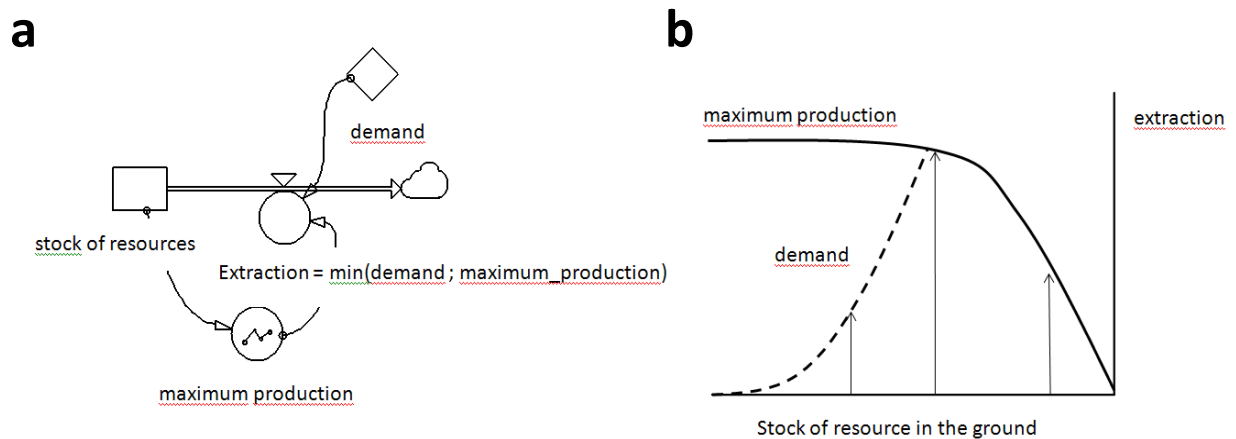 a
demand
stock of resources
Extraction = min(demand ; maximum_production)
maximum production
b
maximum production
extraction
demand
Stock of resource in the ground